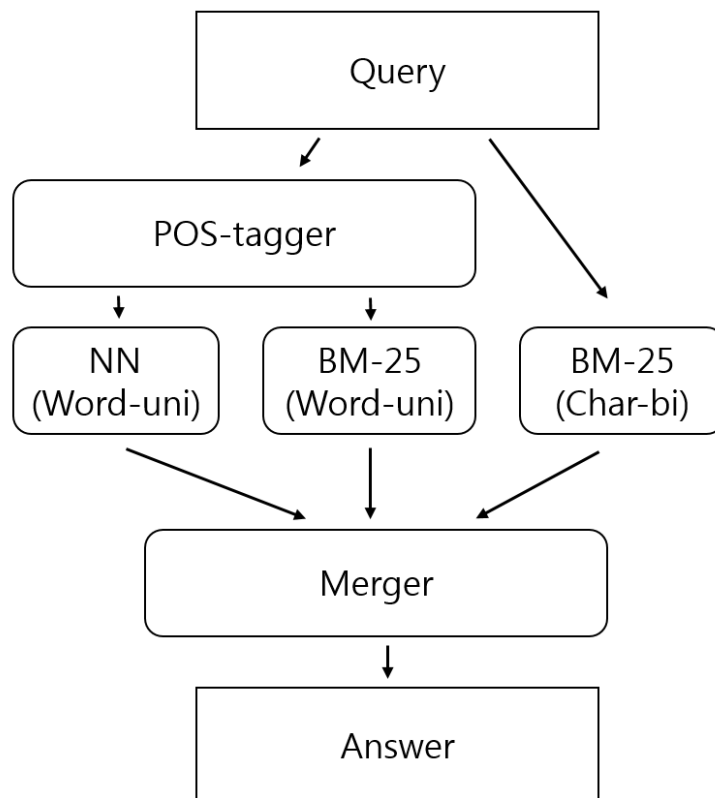 Query
POS-tagger
NN
(Word-uni)
BM-25
(Word-uni)
BM-25
(Char-bi)
Merger
Answer